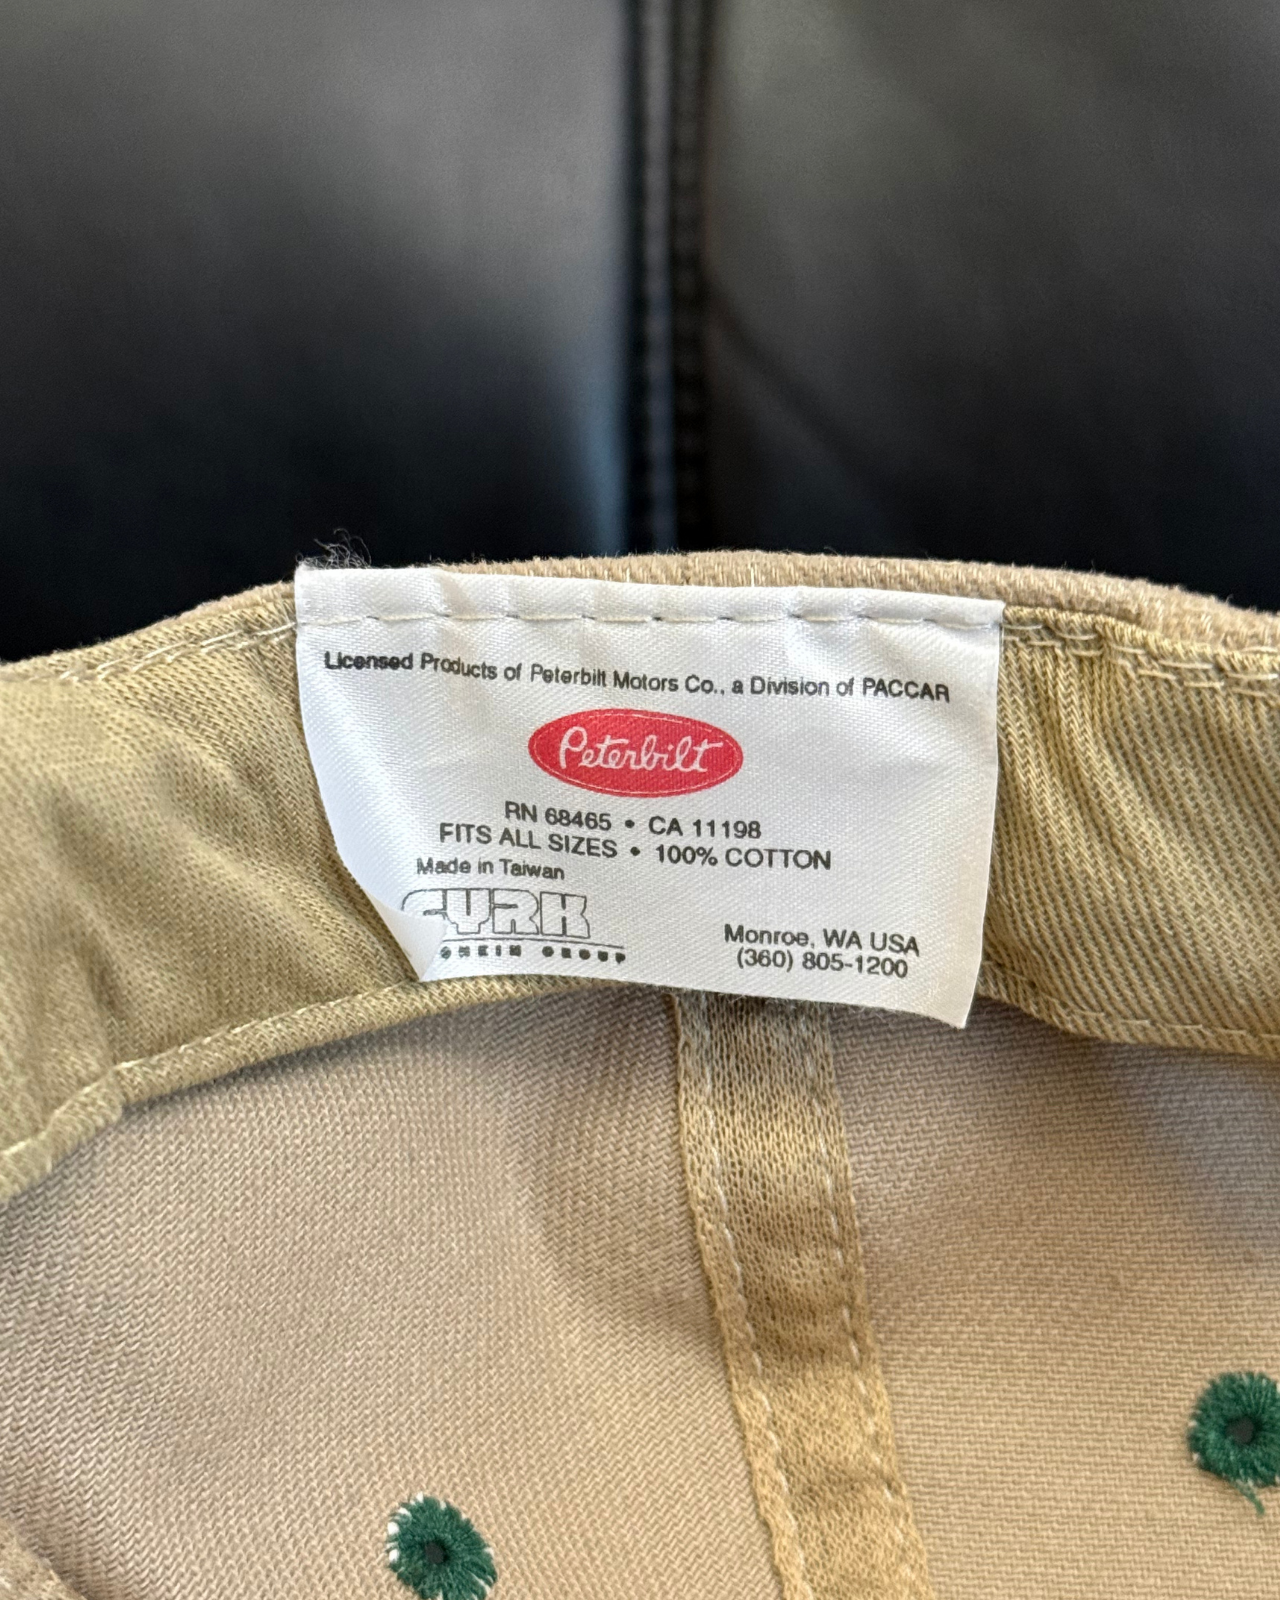 Licensed Products of Peterbilt Motors Co., a Division of PACCAR
Peterbilt
RN 68465 • CA 11198
FITS ALL SIZES • 100% COTTON
Made in Taiwan
CYRK
GROUP
Monroe, WA USA
(360) 805-1200